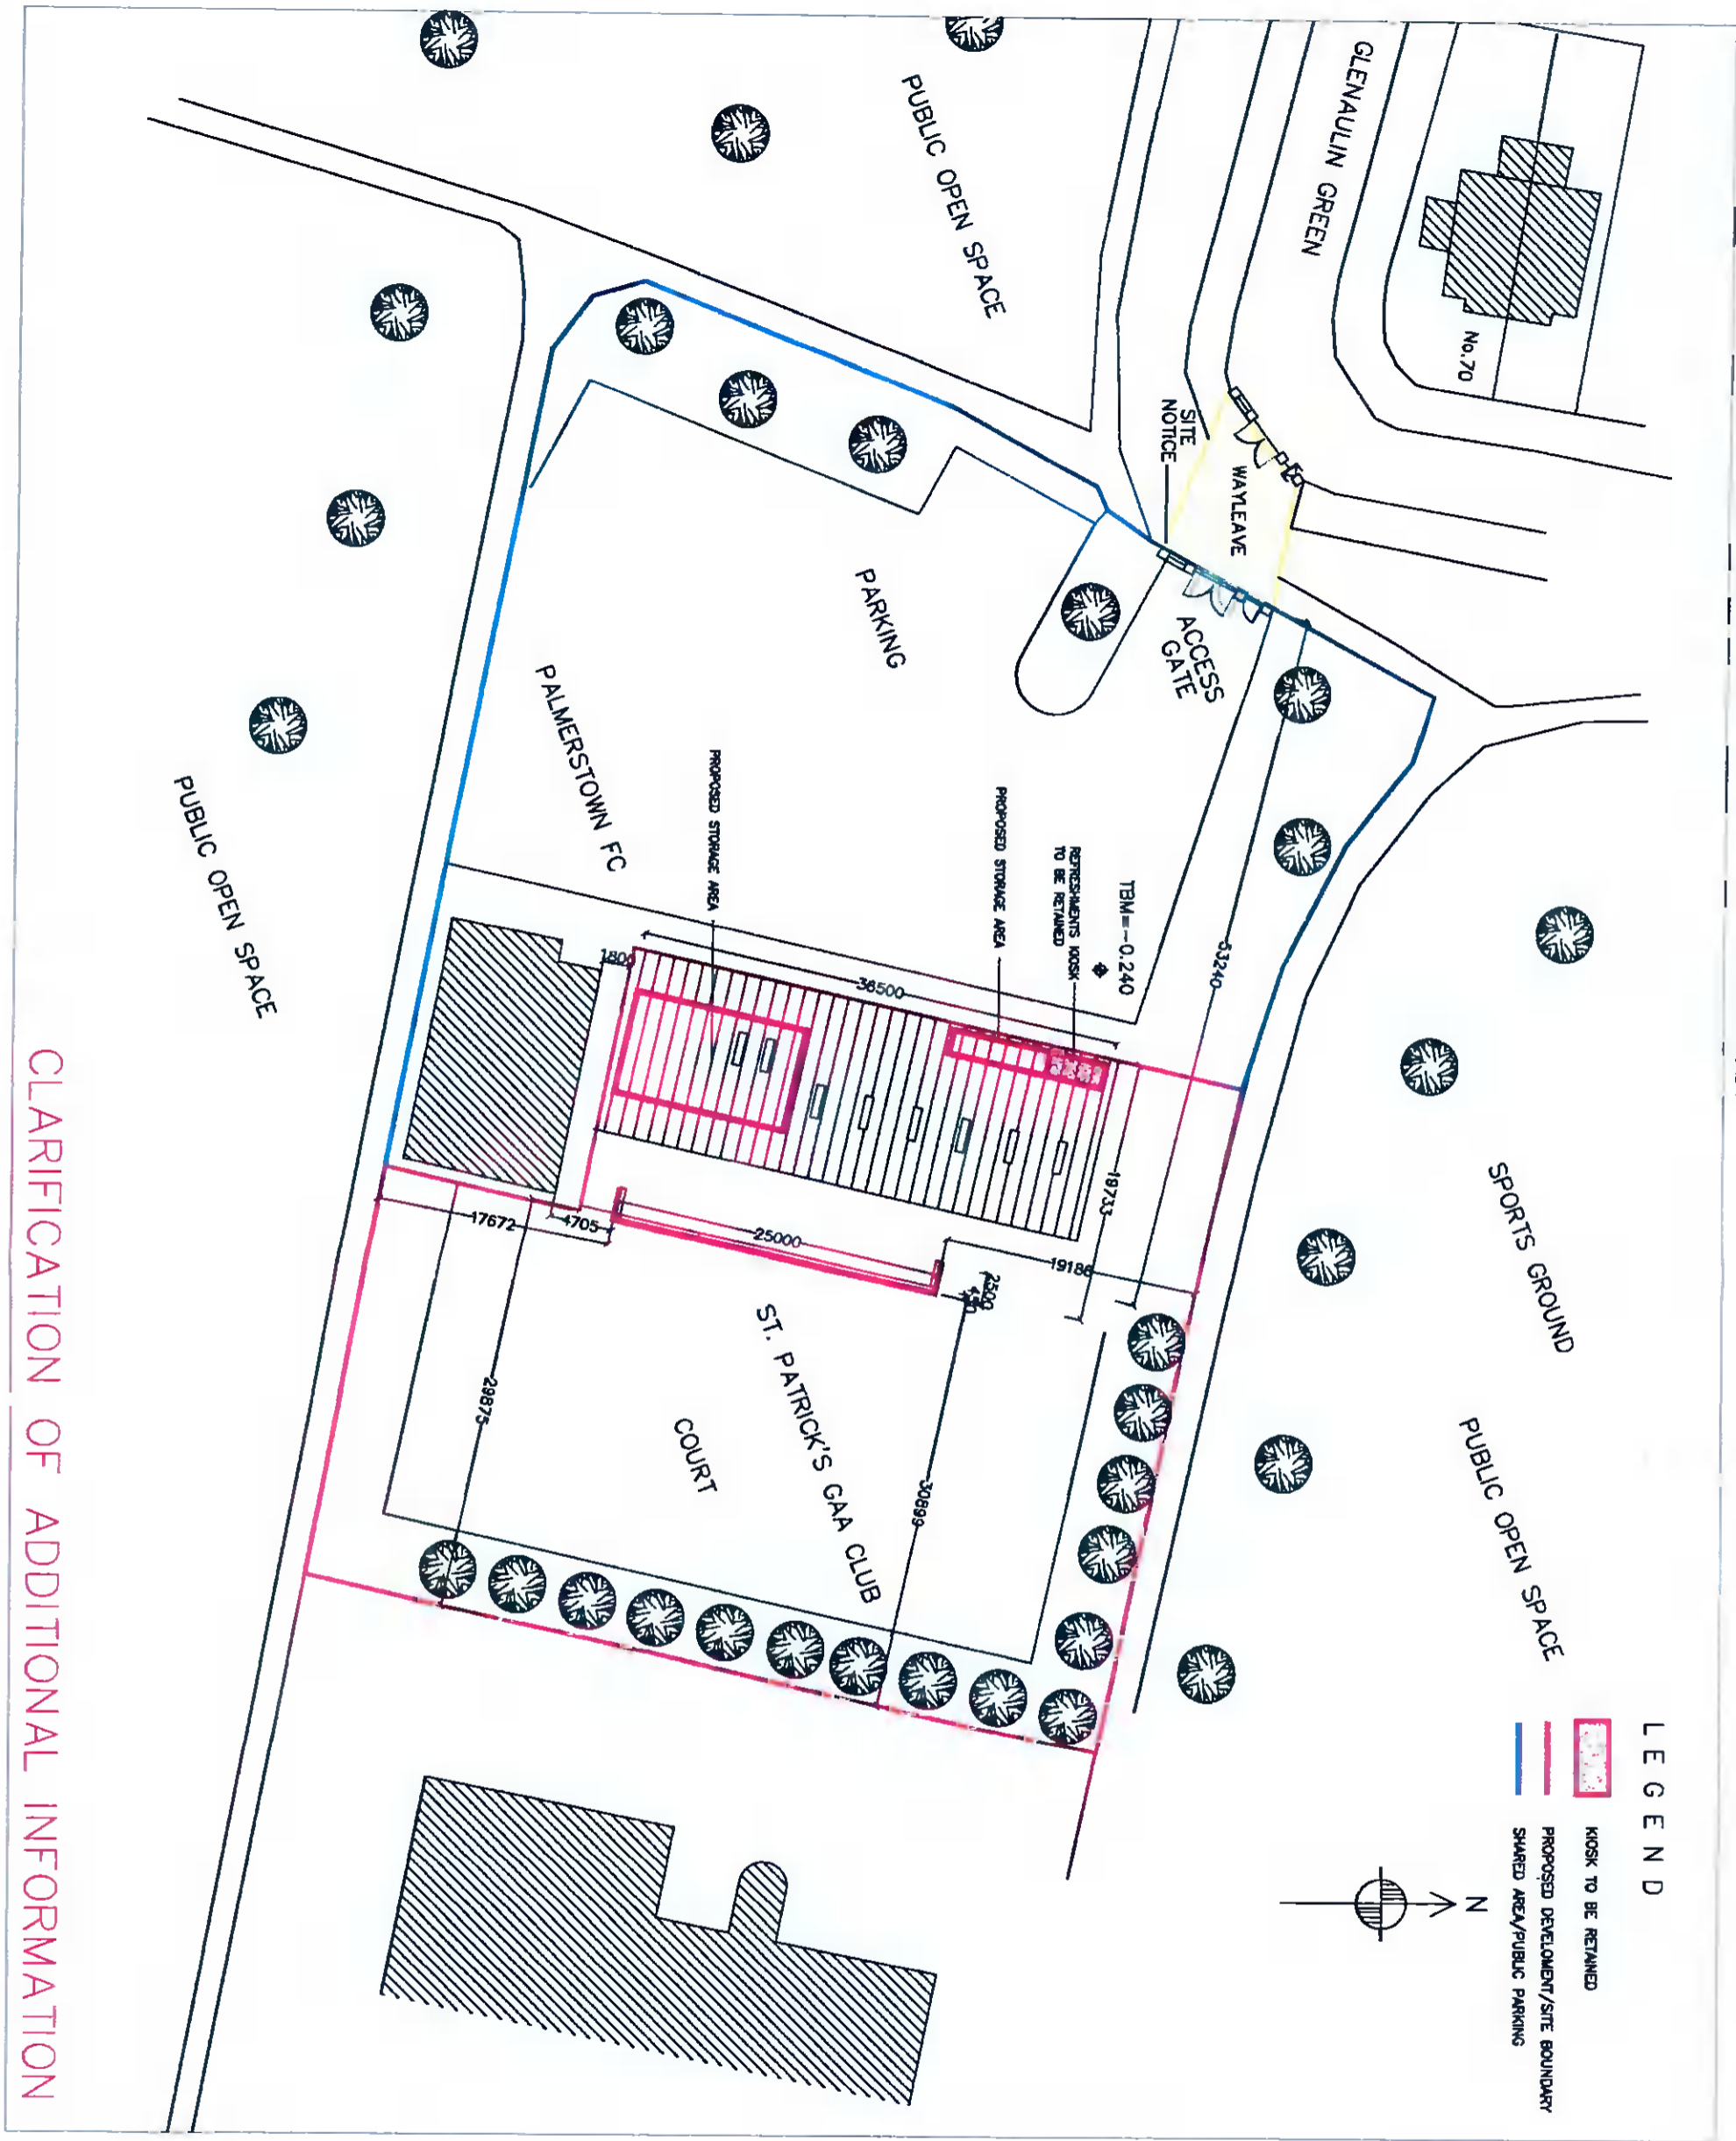 GLENAULIN GREEN
No.70
PUBLIC OPEN SPACE
SITE
NOTICE
WAYLEAVE
ACCESS
GATE
PARKING
PALMERSTOWN FC
PROPOSED STORAGE AREA
PROPOSED STORAGE AREA
REFRESHMENTS KIOSK
TO BE RETAINED
TBM=-0.240
53240
36500
1800
19733
17672
4705
25000
19186
2500
29875
30899
ST. PATRICK'S GAA CLUB
COURT
PUBLIC OPEN SPACE
SPORTS GROUND
PUBLIC OPEN SPACE
LEGEND
KIOSK TO BE RETAINED
PROPOSED DEVELOPMENT/SITE BOUNDARY
SHARED AREA/PUBLIC PARKING
N
CLARIFICATION OF ADDITIONAL INFORMATION